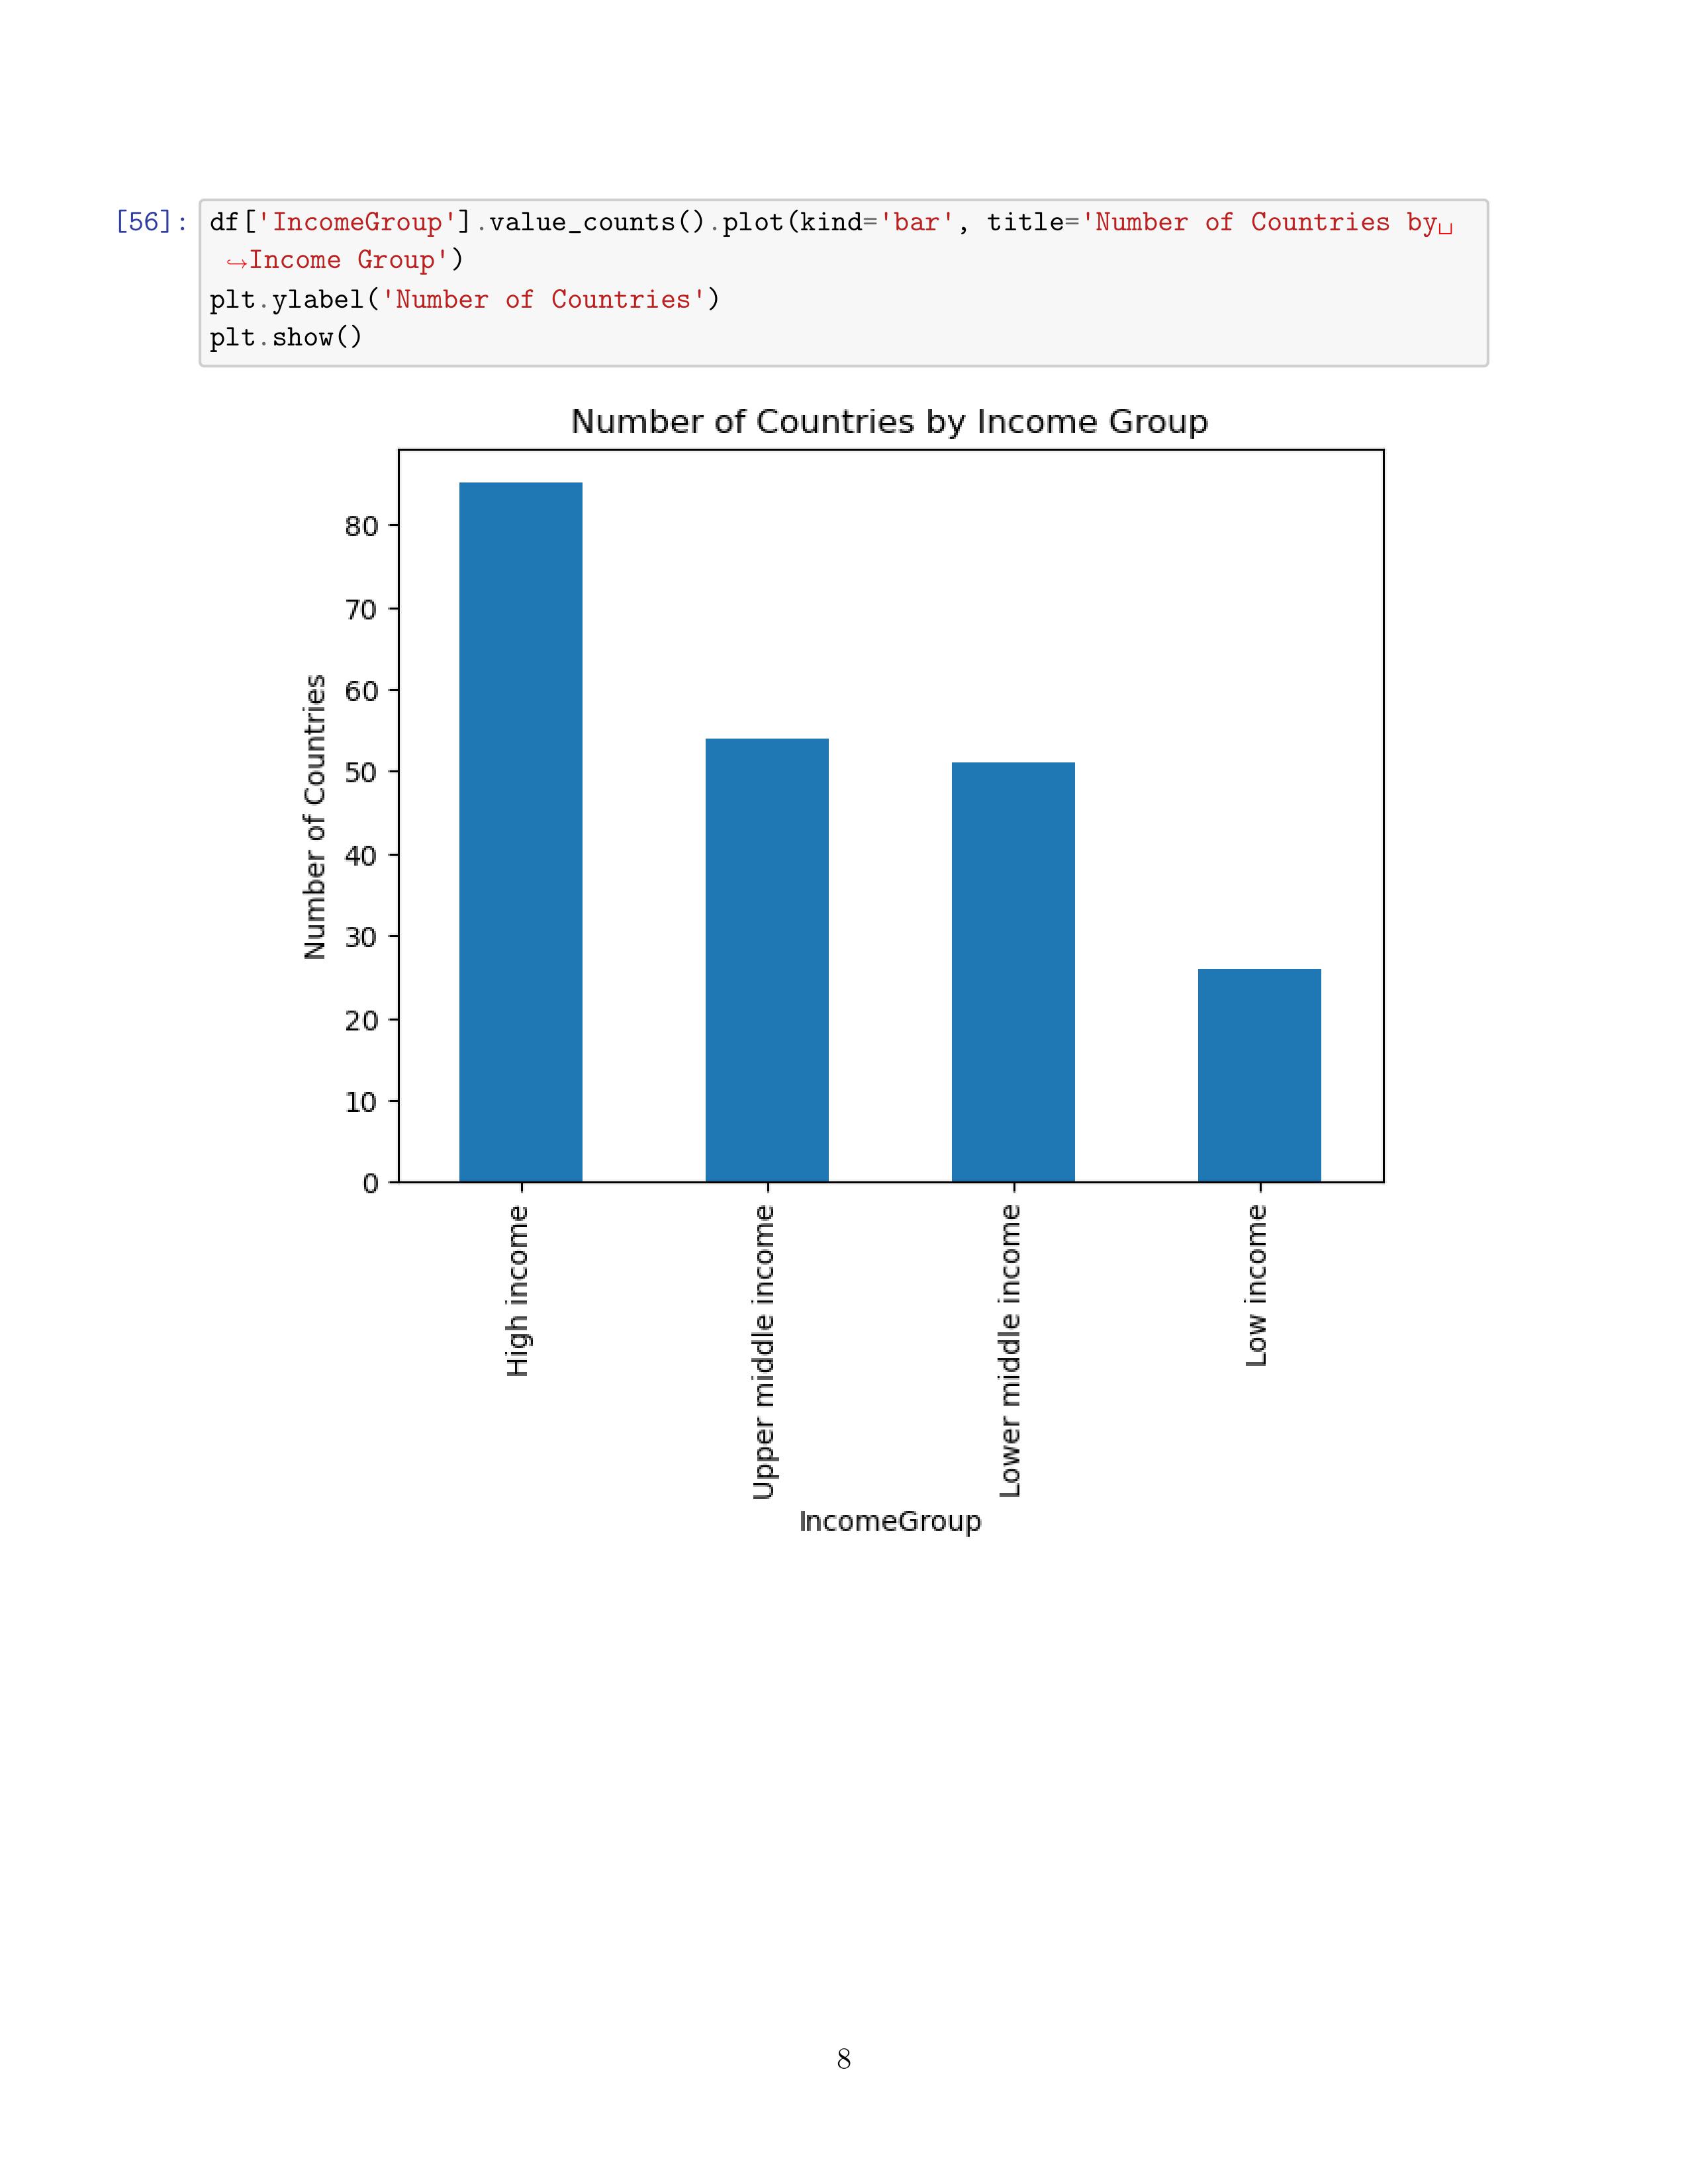 [56]: df['IncomeGroup'].value_counts().plot(kind='bar', title='Number of Countries by␣
↪Income Group')
plt.ylabel('Number of Countries')
plt.show()
Number of Countries by Income Group
Number of Countries
80
70
60
50
40
30
20
10
0
High income
Upper middle income
Lower middle income
Low income
IncomeGroup
8